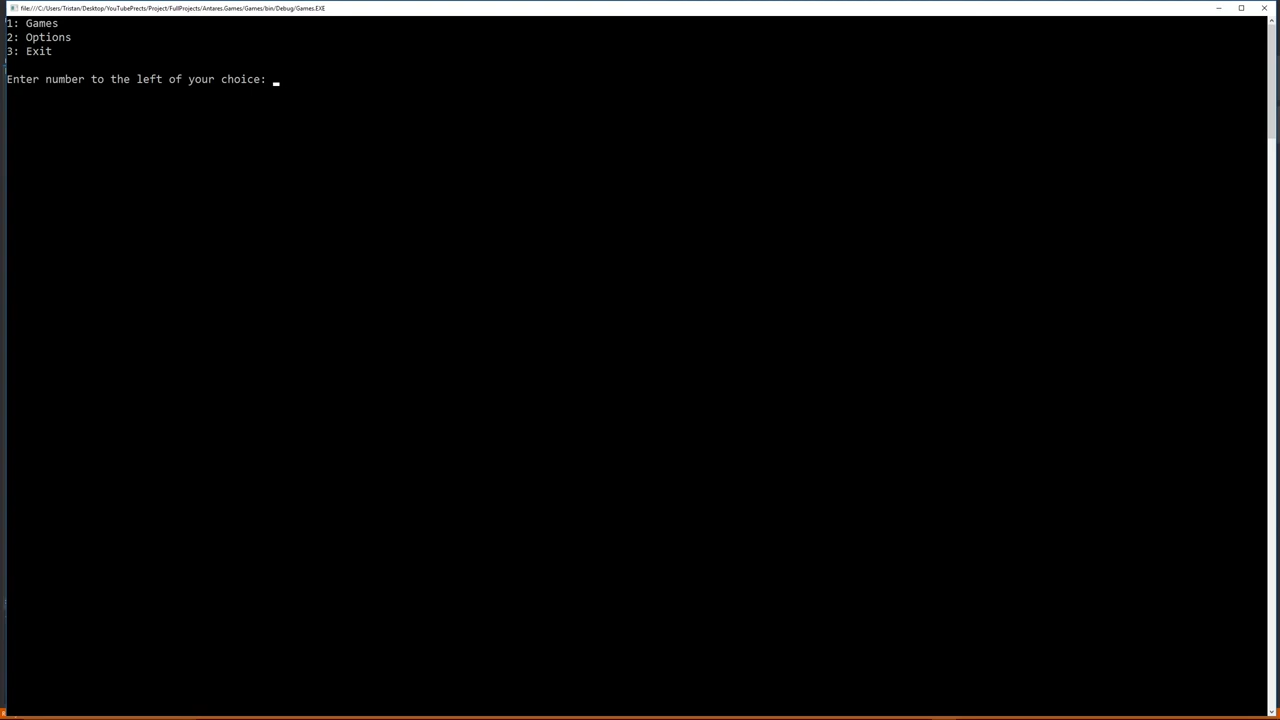 file:///C:/Users/Tristan/Desktop/YouTubePrects/Project/FullProjects/Antares.Games/Games/bin/Debug/Games.EXE
1: Games
2: Options
3: Exit
Enter number to the left of your choice: